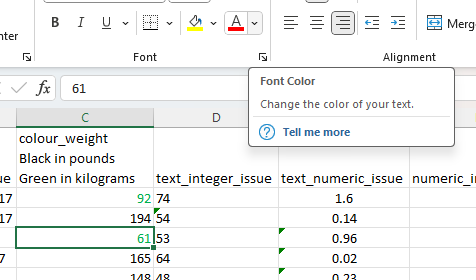 nter
B I U A
Merg
Font
Alignment
fx 61
Font Color
Change the color of your text.
Tell me more
C D
colour_weight
Black in pounds
Green in kilograms text_integer_issue text_numeric_issue numeric_in
17 92 74 1.6
17 194 54 0.14
61 53 0.96
7 165 64 0.02
148 48 0.23